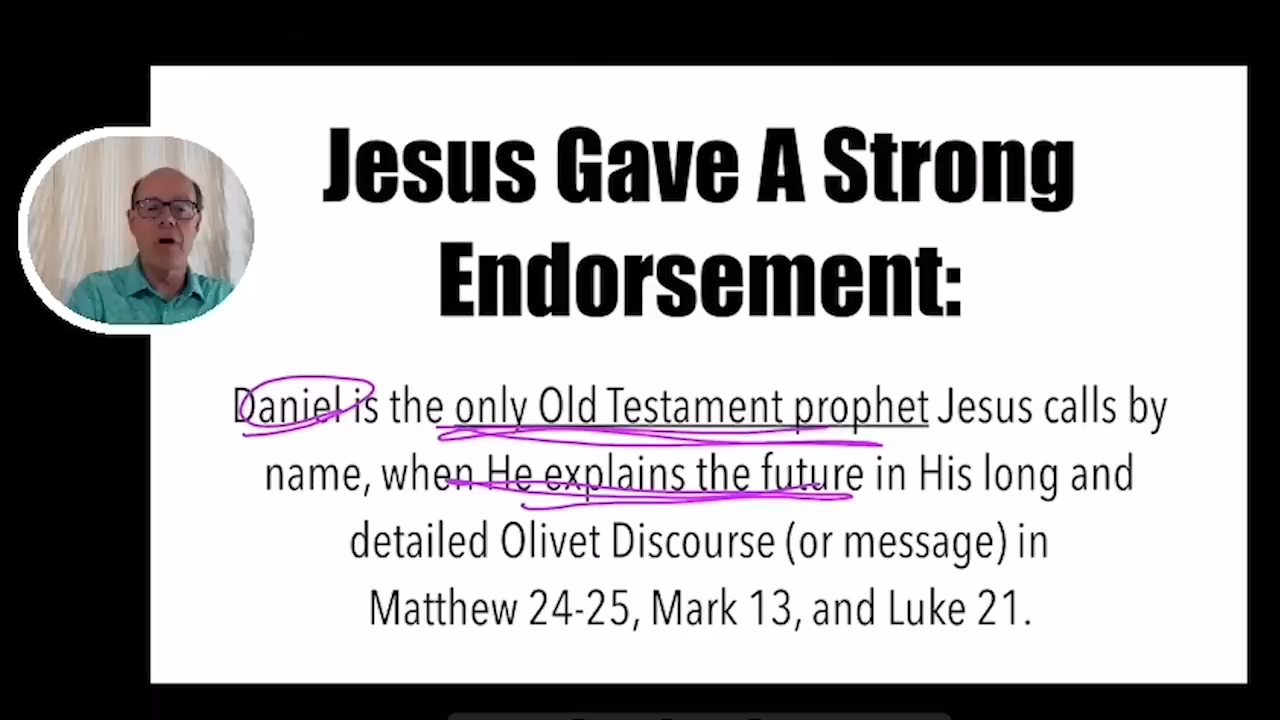 Jesus Gave A Strong
Endorsement:
Daniel is the only Old Testament prophet Jesus calls by
name, when He explains the future in His long and
detailed Olivet Discourse (or message) in
Matthew 24-25, Mark 13, and Luke 21.